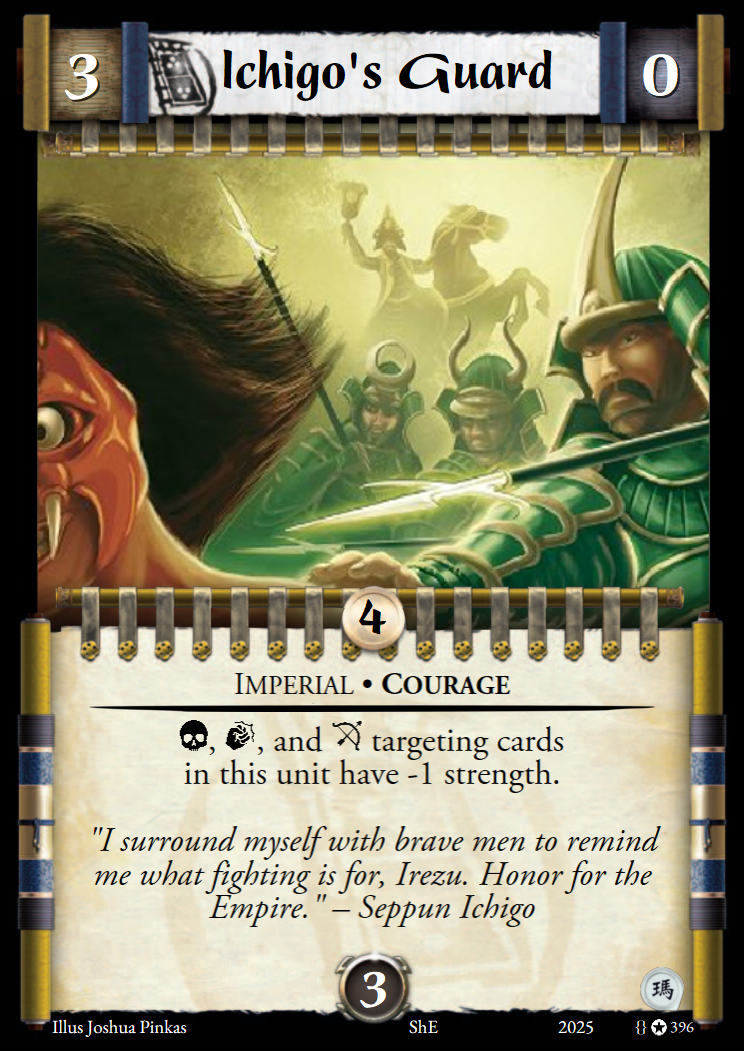 3 Ichigo's Guard 0
4
IMPERIAL • COURAGE
, , and targeting cards
in this unit have -1 strength.
"I surround myself with brave men to remind
me what fighting is for, Irezu. Honor for the
Empire." – Seppun Ichigo
3
瑪
Illus Joshua Pinkas ShE 2025 {} 396